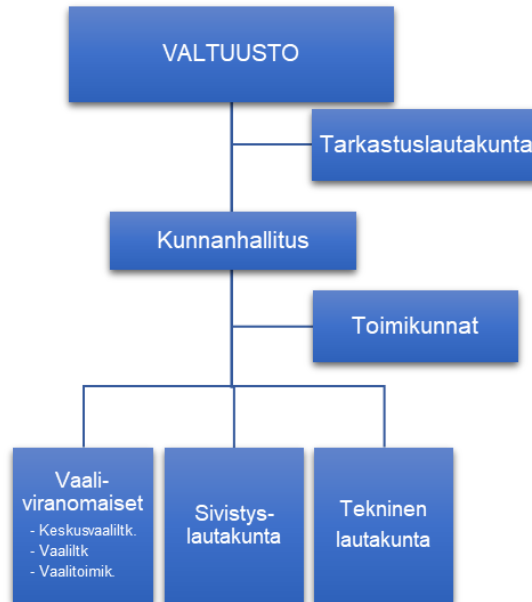 VALTUUSTO
Tarkastuslautakunta
Kunnanhallitus
Toimikunnat
Vaali-
viranomaiset
- Keskusvaaliltk.
- Vaaliltk
- Vaalitoimik.
Sivistys-
lautakunta
Tekninen
lautakunta